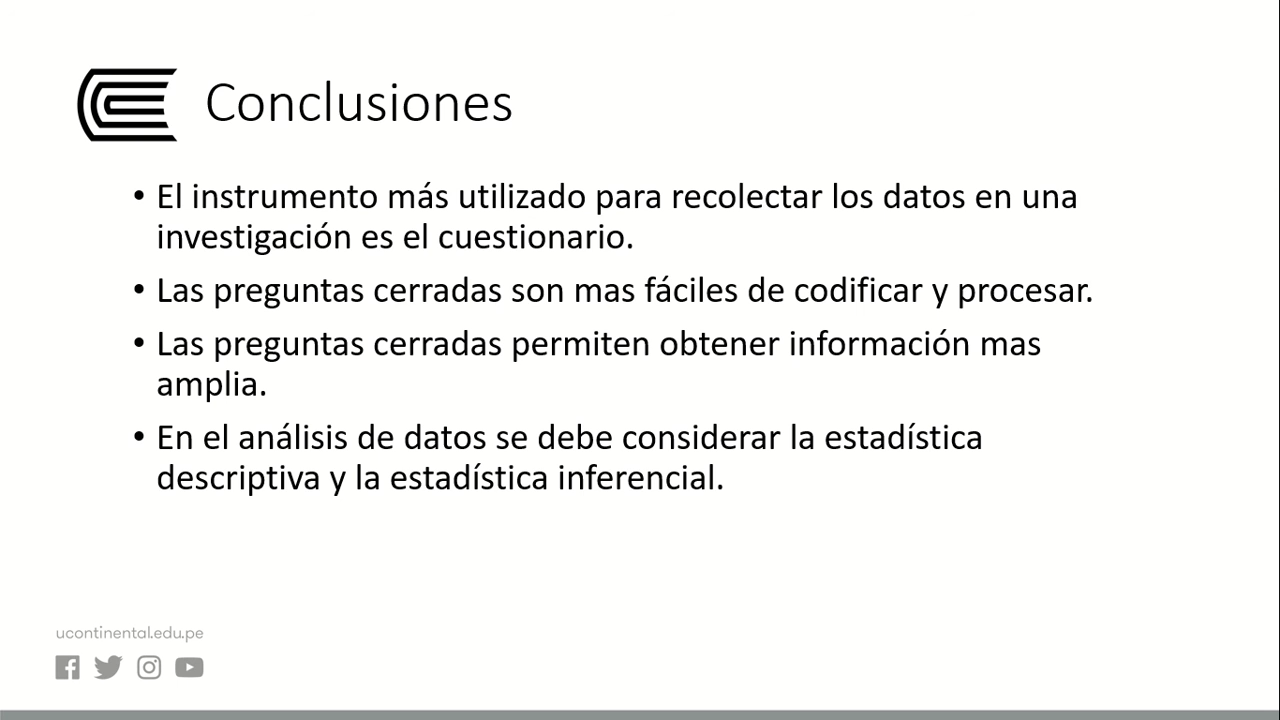 Conclusiones
• El instrumento más utilizado para recolectar los datos en una
investigación es el cuestionario.
• Las preguntas cerradas son mas fáciles de codificar y procesar.
• Las preguntas cerradas permiten obtener información mas
amplia.
• En el análisis de datos se debe considerar la estadística
descriptiva y la estadística inferencial.
ucontinental.edu.pe